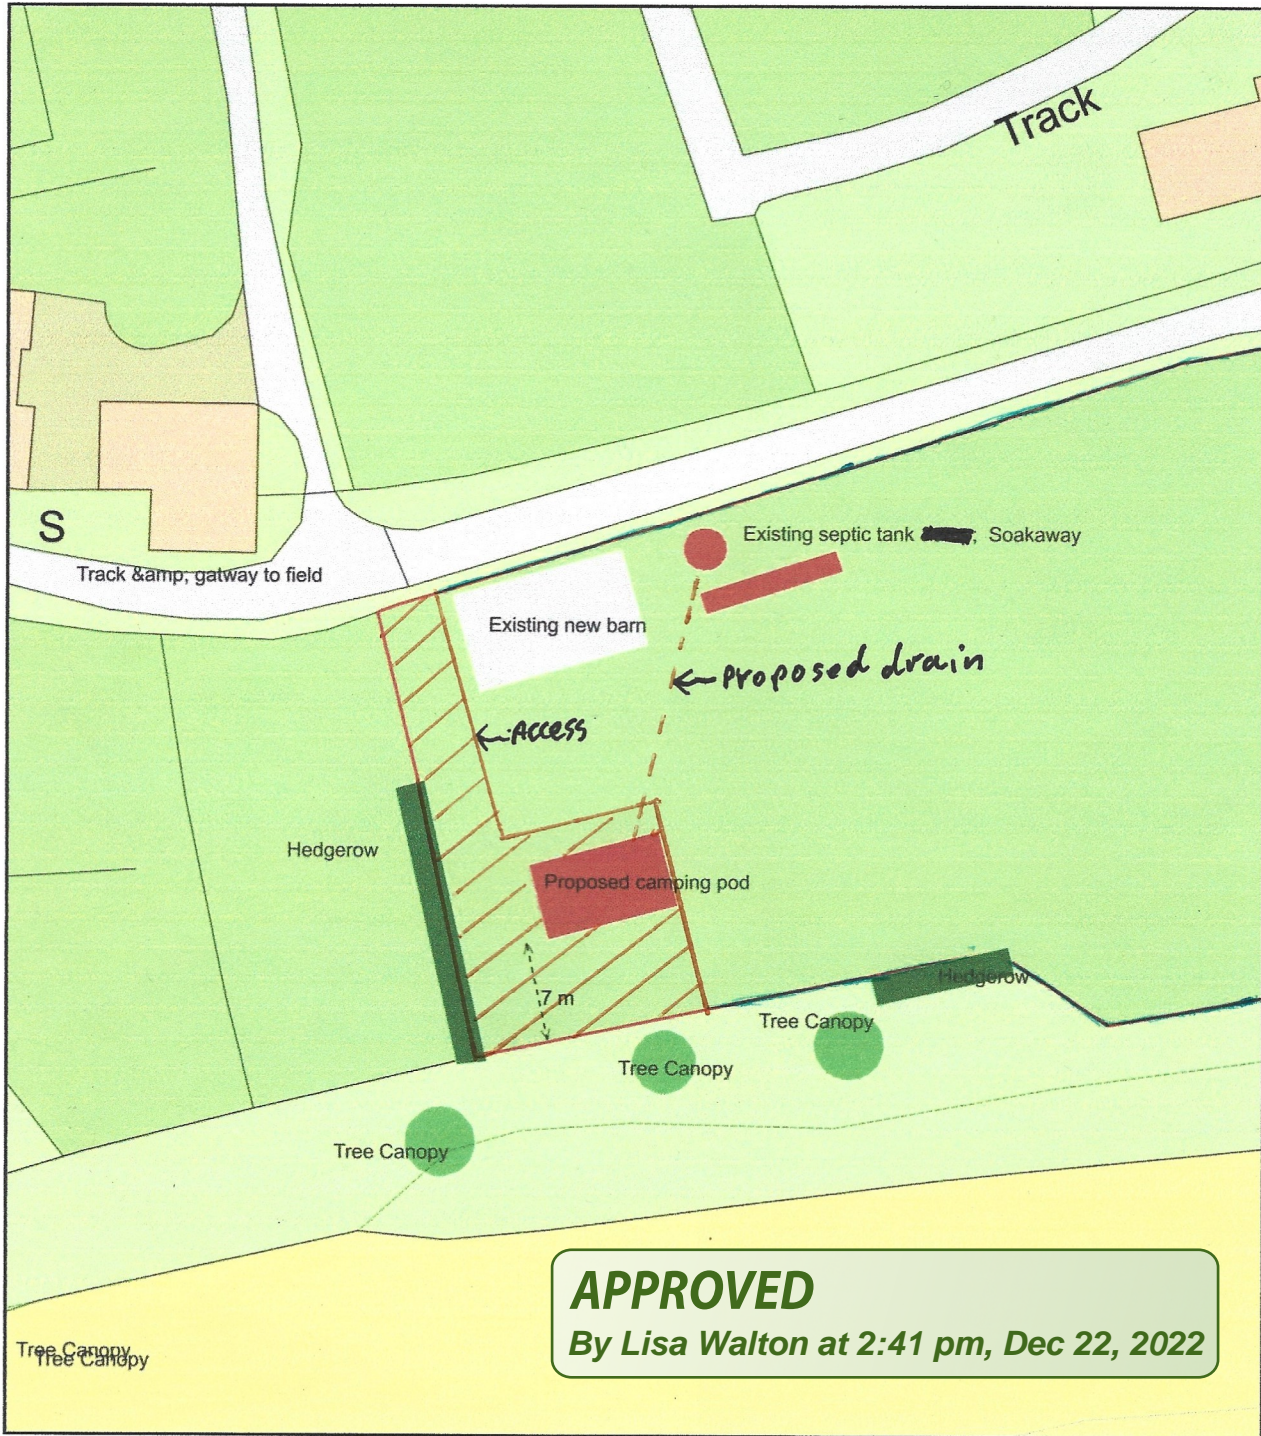 Track
S
Existing septic tank ; Soakaway
Track &amp; gatway to field
Existing new barn
←Proposed drain
←Access
Hedgerow
Proposed camping pod
Hedgerow
7 m
Tree Canopy
Tree Canopy
Tree Canopy
APPROVED
By Lisa Walton at 2:41 pm, Dec 22, 2022
Tree Canopy
Tree Canopy